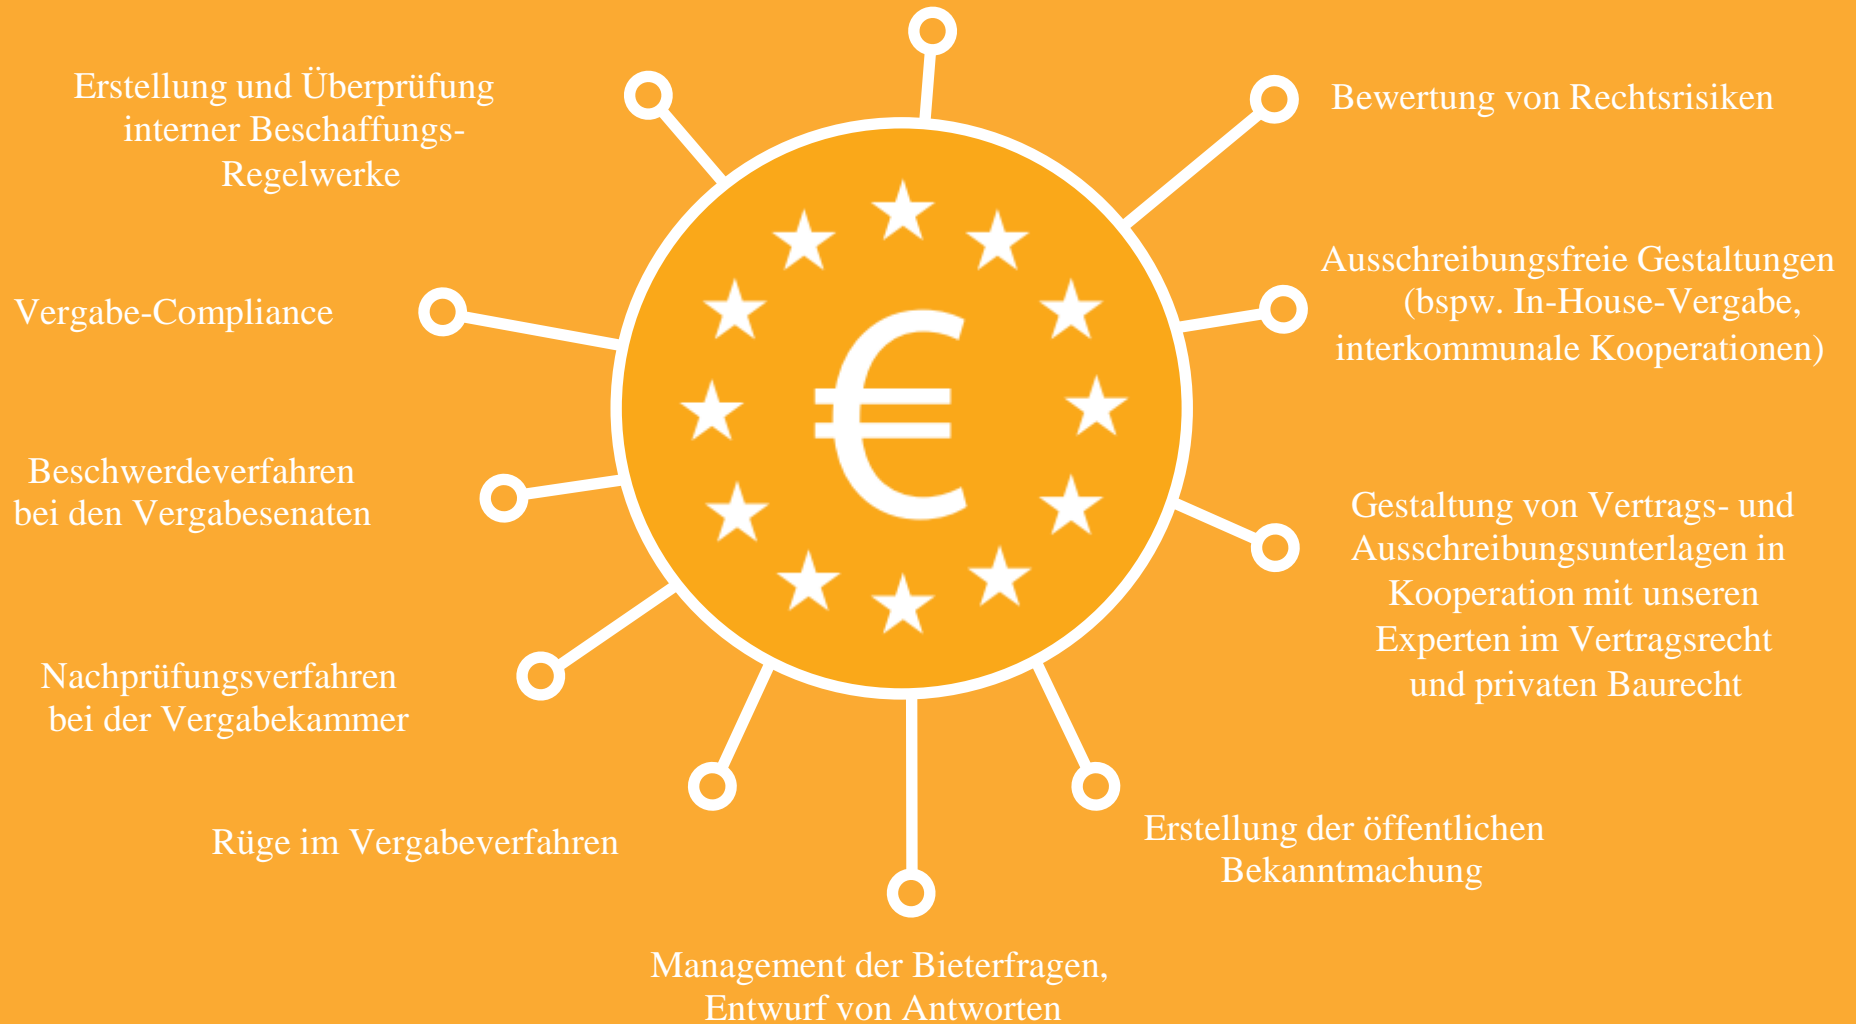 Erstellung und Überprüfung
interner Beschaffungs-
Regelwerke
Bewertung von Rechtsrisiken
Vergabe-Compliance
Ausschreibungsfreie Gestaltungen
(bspw. In-House-Vergabe,
interkommunale Kooperationen)
€
Beschwerdeverfahren
bei den Vergabesenaten
Gestaltung von Vertrags- und
Ausschreibungsunterlagen in
Kooperation mit unseren
Experten im Vertragsrecht
und privaten Baurecht
Nachprüfungsverfahren
bei der Vergabekammer
Rüge im Vergabeverfahren
Erstellung der öffentlichen
Bekanntmachung
Management der Bieterfragen,
Entwurf von Antworten